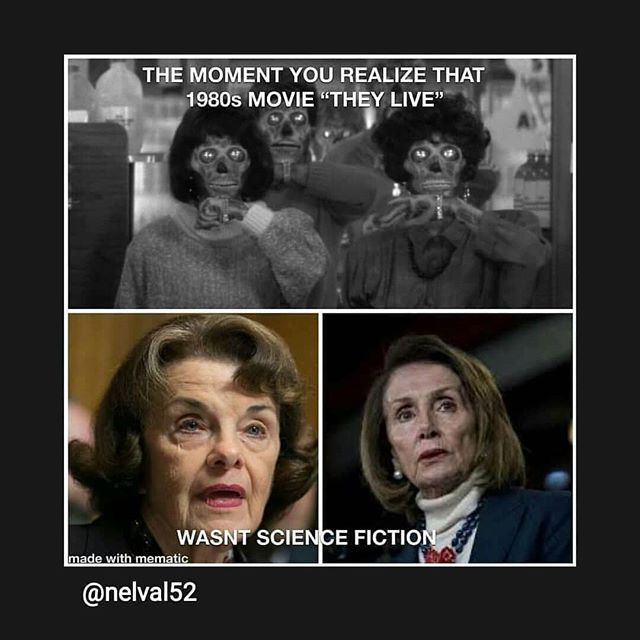 THE MOMENT YOU REALIZE THAT
1980s MOVIE “THEY LIVE”
WASNT SCIENCE FICTION
made with mematic
@nelval52